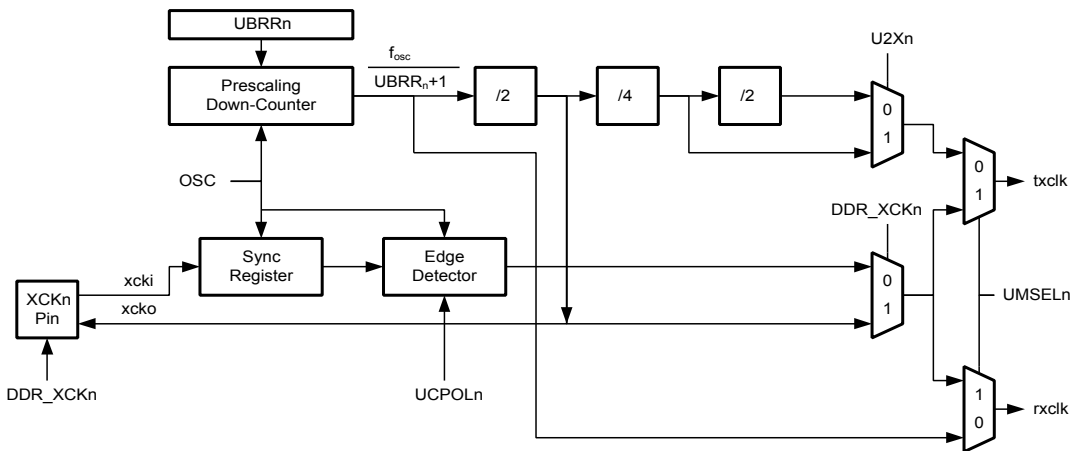 UBRRn
fosc
U2Xn
Prescaling
Down-Counter
UBRRn+1
/2
/4
/2
0
1
OSC
0
1
txclk
DDR_XCKn
Sync
Register
Edge
Detector
xcki
XCKn
Pin
xcko
0
1
UMSELn
DDR_XCKn
UCPOLn
1
0
rxclk